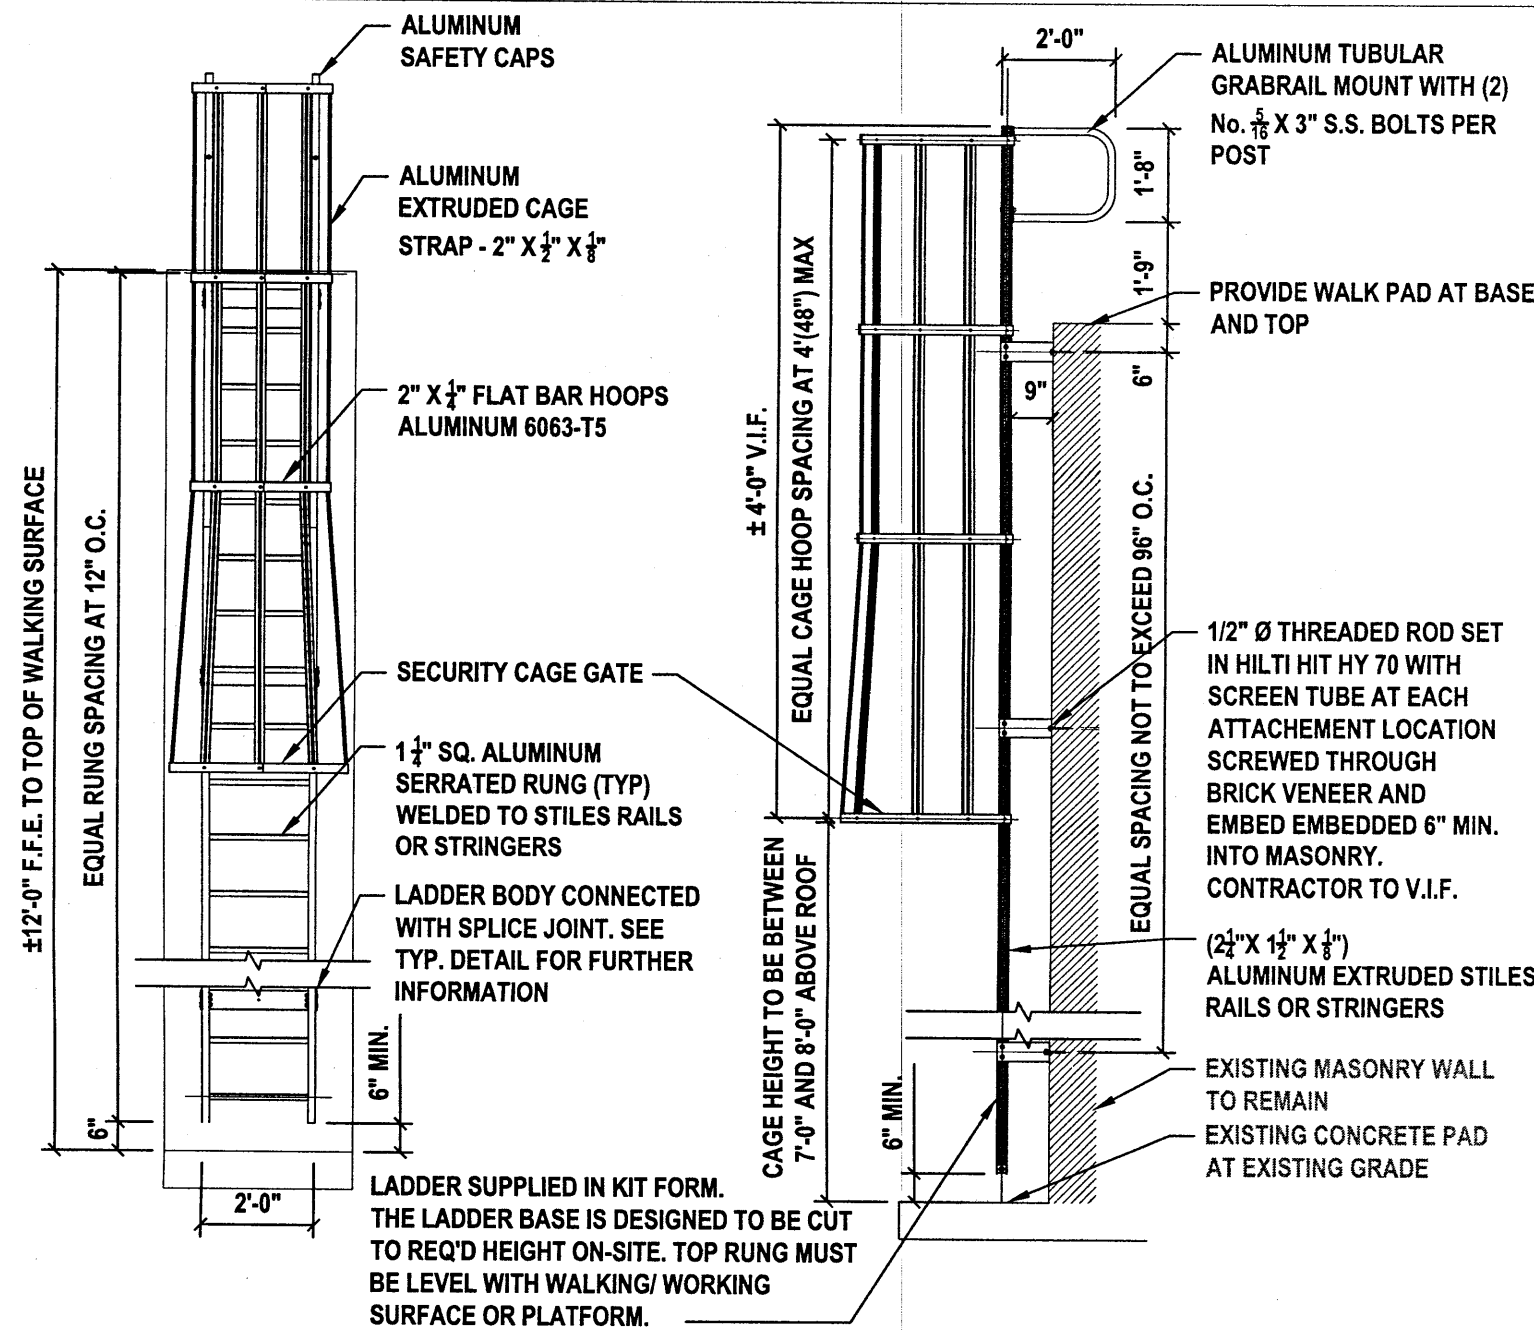 ALUMINUM
SAFETY CAPS
ALUMINUM
EXTRUDED CAGE
STRAP - 2" X 1/2" X 1/8"
2" X 1/4" FLAT BAR HOOPS
ALUMINUM 6063-T5
SECURITY CAGE GATE
1 1/4" SQ. ALUMINUM
SERRATED RUNG (TYP)
WELDED TO STILES RAILS
OR STRINGERS
LADDER BODY CONNECTED
WITH SPLICE JOINT. SEE
TYP. DETAIL FOR FURTHER
INFORMATION
±12'-0" F.F.E. TO TOP OF WALKING SURFACE
EQUAL RUNG SPACING AT 12" O.C.
6"
6" MIN.
2'-0"
LADDER SUPPLIED IN KIT FORM.
THE LADDER BASE IS DESIGNED TO BE CUT
TO REQ'D HEIGHT ON-SITE. TOP RUNG MUST
BE LEVEL WITH WALKING/ WORKING
SURFACE OR PLATFORM.
2'-0"
ALUMINUM TUBULAR
GRABRAIL MOUNT WITH (2)
No. 5/16 X 3" S.S. BOLTS PER
POST
1'-8"
1'-9"
PROVIDE WALK PAD AT BASE
AND TOP
6"
9"
± 4'-0" V.I.F.
EQUAL CAGE HOOP SPACING AT 4'(48") MAX
EQUAL SPACING NOT TO EXCEED 96" O.C.
1/2" Ø THREADED ROD SET
IN HILTI HIT HY 70 WITH
SCREEN TUBE AT EACH
ATTACHEMENT LOCATION
SCREWED THROUGH
BRICK VENEER AND
EMBED EMBEDDED 6" MIN.
INTO MASONRY.
CONTRACTOR TO V.I.F.
(2 1/4"X 1 1/2" X 1/8")
ALUMINUM EXTRUDED STILES
RAILS OR STRINGERS
CAGE HEIGHT TO BE BETWEEN
7'-0" AND 8'-0" ABOVE ROOF
6" MIN.
EXISTING MASONRY WALL
TO REMAIN
EXISTING CONCRETE PAD
AT EXISTING GRADE